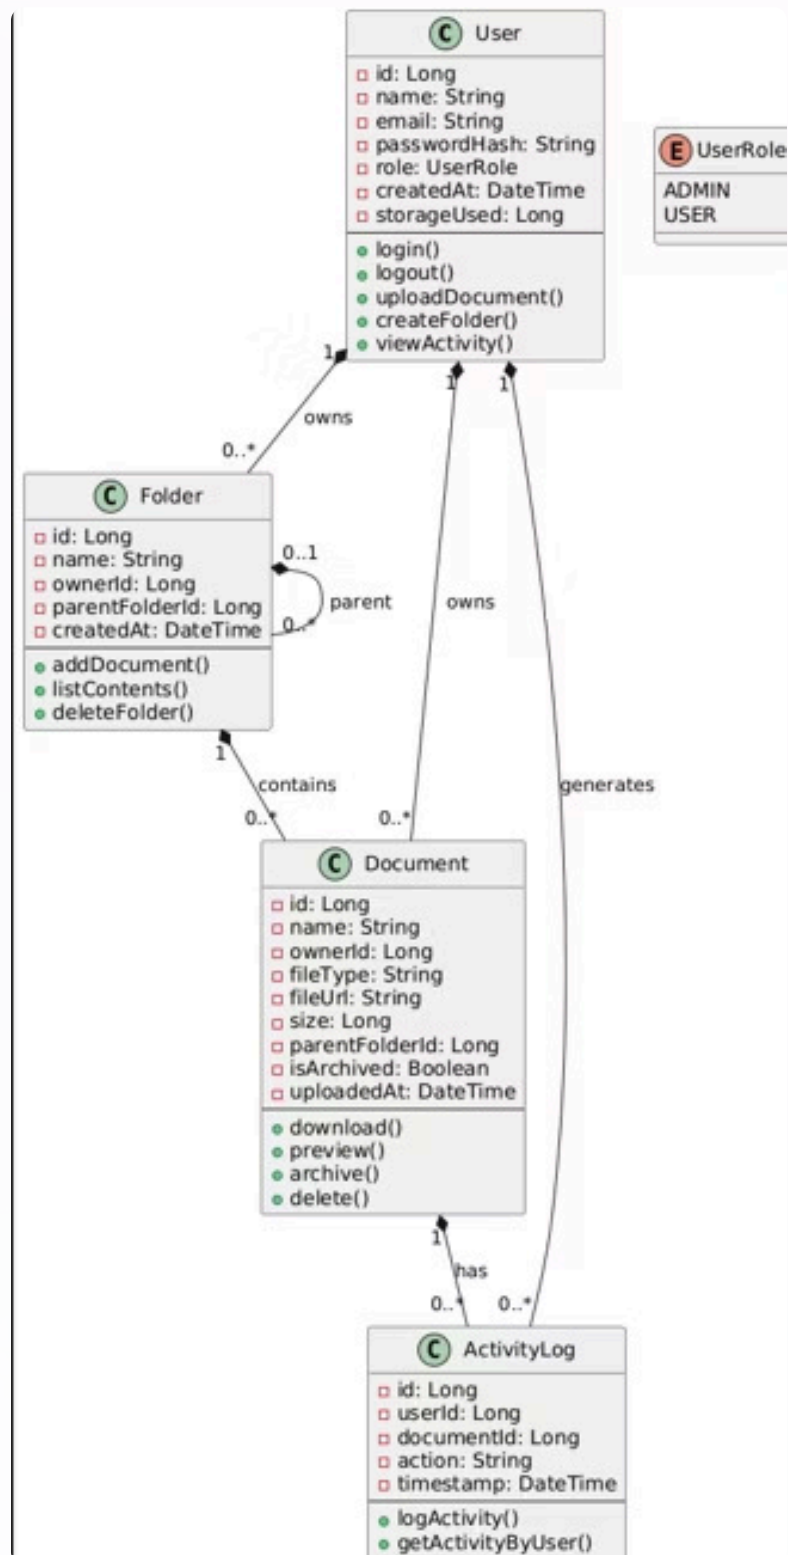 C User
id: Long
name: String
email: String
passwordHash: String
role: UserRole
createdAt: DateTime
storageUsed: Long
login()
logout()
uploadDocument()
createFolder()
viewActivity()
E UserRole
ADMIN
USER
1
owns
0..*
1
owns
0..*
1
generates
0..*
C Folder
id: Long
name: String
ownerId: Long
parentFolderId: Long
createdAt: DateTime
addDocument()
listContents()
deleteFolder()
0..1
parent
0..*
1
contains
0..*
C Document
id: Long
name: String
ownerId: Long
fileType: String
fileUrl: String
size: Long
parentFolderId: Long
isArchived: Boolean
uploadedAt: DateTime
download()
preview()
archive()
delete()
1
has
0..*
C ActivityLog
id: Long
userId: Long
documentId: Long
action: String
timestamp: DateTime
logActivity()
getActivityByUser()